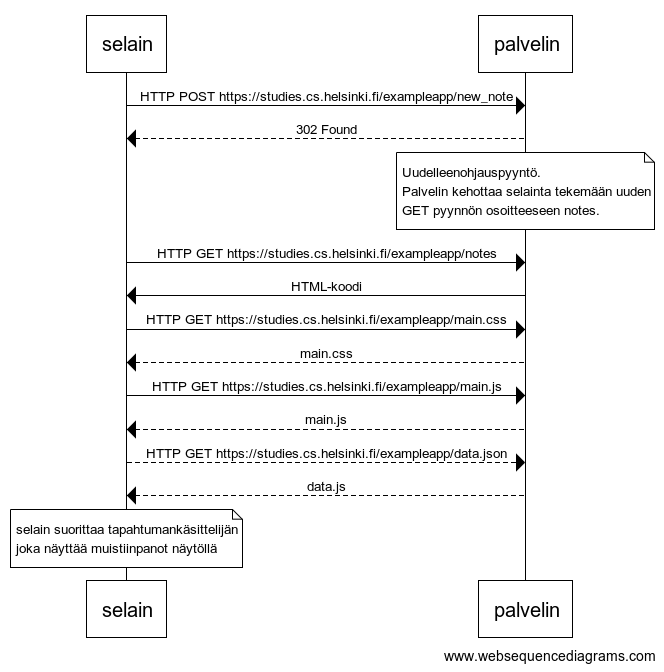 selain
palvelin
HTTP POST https://studies.cs.helsinki.fi/exampleapp/new_note
302 Found
Uudelleenohjauspyyntö.
Palvelin kehottaa selainta tekemään uuden
GET pyynnön osoitteeseen notes.
HTTP GET https://studies.cs.helsinki.fi/exampleapp/notes
HTML-koodi
HTTP GET https://studies.cs.helsinki.fi/exampleapp/main.css
main.css
HTTP GET https://studies.cs.helsinki.fi/exampleapp/main.js
main.js
HTTP GET https://studies.cs.helsinki.fi/exampleapp/data.json
data.js
selain suorittaa tapahtumankäsittelijän
joka näyttää muistiinpanot näytöllä
selain
palvelin
www.websequencediagrams.com